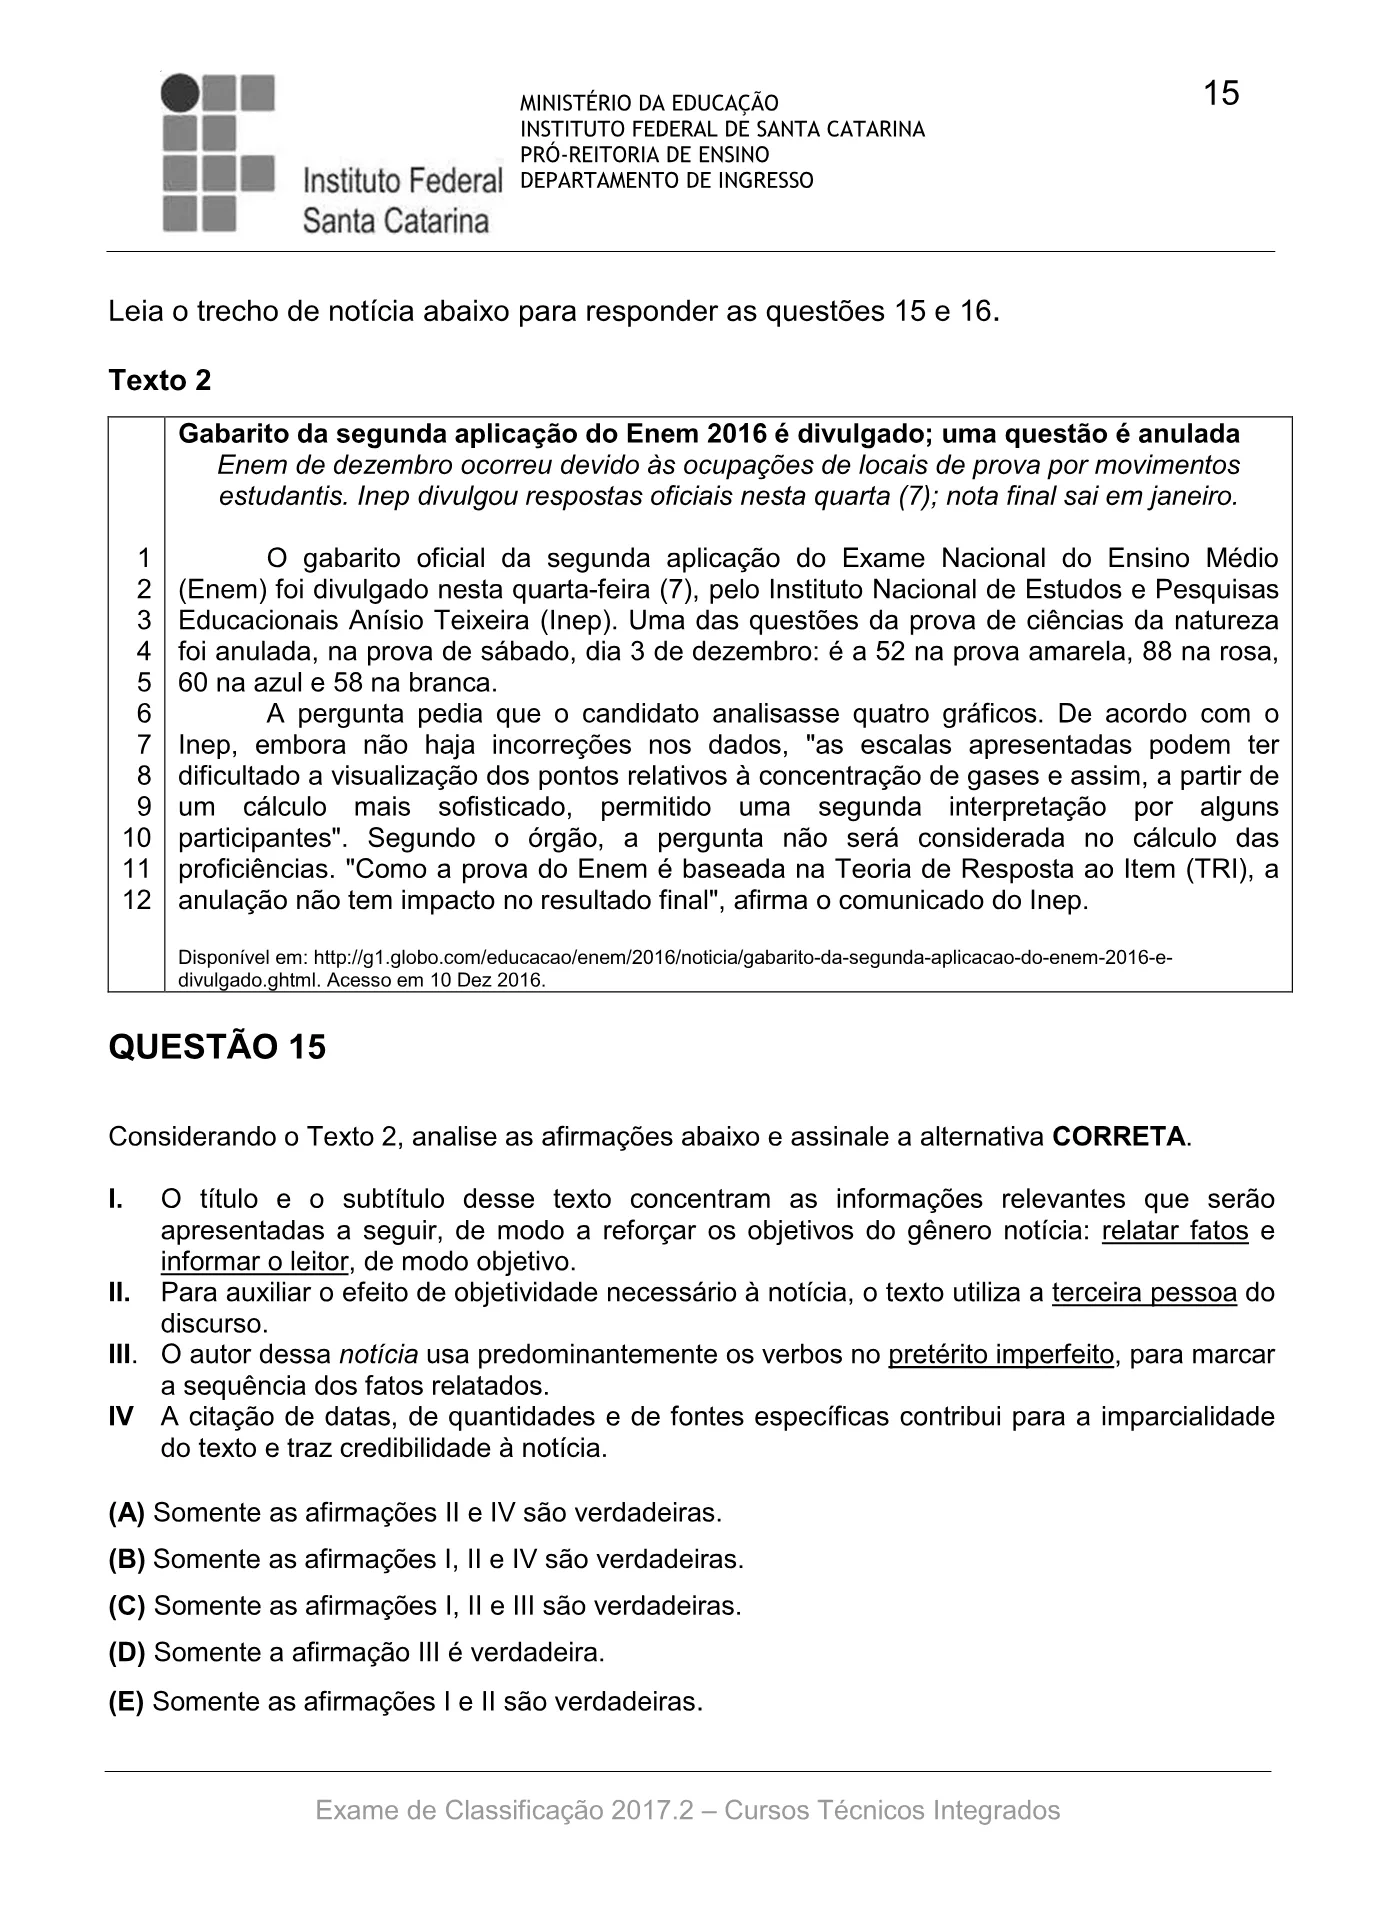 15
MINISTÉRIO DA EDUCAÇÃO
INSTITUTO FEDERAL DE SANTA CATARINA
PRÓ-REITORIA DE ENSINO
DEPARTAMENTO DE INGRESSO
Instituto Federal
Santa Catarina
Leia o trecho de notícia abaixo para responder as questões 15 e 16.
Texto 2
Gabarito da segunda aplicação do Enem 2016 é divulgado; uma questão é anulada
Enem de dezembro ocorreu devido às ocupações de locais de prova por movimentos
estudantis. Inep divulgou respostas oficiais nesta quarta (7); nota final sai em janeiro.
1 O gabarito oficial da segunda aplicação do Exame Nacional do Ensino Médio
2 (Enem) foi divulgado nesta quarta-feira (7), pelo Instituto Nacional de Estudos e Pesquisas
3 Educacionais Anísio Teixeira (Inep). Uma das questões da prova de ciências da natureza
4 foi anulada, na prova de sábado, dia 3 de dezembro: é a 52 na prova amarela, 88 na rosa,
5 60 na azul e 58 na branca.
6 A pergunta pedia que o candidato analisasse quatro gráficos. De acordo com o
7 Inep, embora não haja incorreções nos dados, "as escalas apresentadas podem ter
8 dificultado a visualização dos pontos relativos à concentração de gases e assim, a partir de
9 um cálculo mais sofisticado, permitido uma segunda interpretação por alguns
10 participantes". Segundo o órgão, a pergunta não será considerada no cálculo das
11 proficiências. "Como a prova do Enem é baseada na Teoria de Resposta ao Item (TRI), a
12 anulação não tem impacto no resultado final", afirma o comunicado do Inep.
Disponível em: http://g1.globo.com/educacao/enem/2016/noticia/gabarito-da-segunda-aplicacao-do-enem-2016-e-
divulgado.ghtml. Acesso em 10 Dez 2016.
QUESTÃO 15
Considerando o Texto 2, analise as afirmações abaixo e assinale a alternativa CORRETA.
I. O título e o subtítulo desse texto concentram as informações relevantes que serão
apresentadas a seguir, de modo a reforçar os objetivos do gênero notícia: relatar fatos e
informar o leitor, de modo objetivo.
II. Para auxiliar o efeito de objetividade necessário à notícia, o texto utiliza a terceira pessoa do
discurso.
III. O autor dessa notícia usa predominantemente os verbos no pretérito imperfeito, para marcar
a sequência dos fatos relatados.
IV A citação de datas, de quantidades e de fontes específicas contribui para a imparcialidade
do texto e traz credibilidade à notícia.
(A) Somente as afirmações II e IV são verdadeiras.
(B) Somente as afirmações I, II e IV são verdadeiras.
(C) Somente as afirmações I, II e III são verdadeiras.
(D) Somente a afirmação III é verdadeira.
(E) Somente as afirmações I e II são verdadeiras.
Exame de Classificação 2017.2 – Cursos Técnicos Integrados